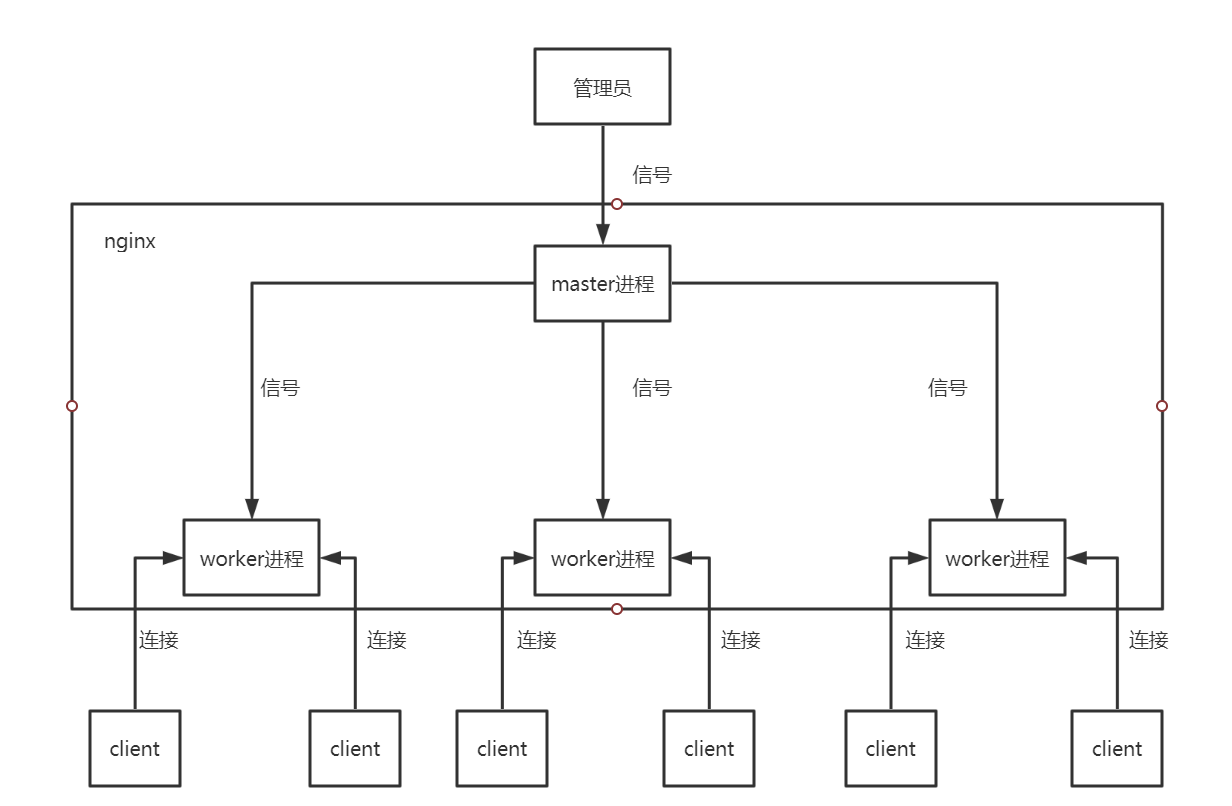 管理员
信号
nginx
master进程
信号
信号
信号
worker进程
worker进程
worker进程
连接
连接
连接
连接
连接
连接
client
client
client
client
client
client